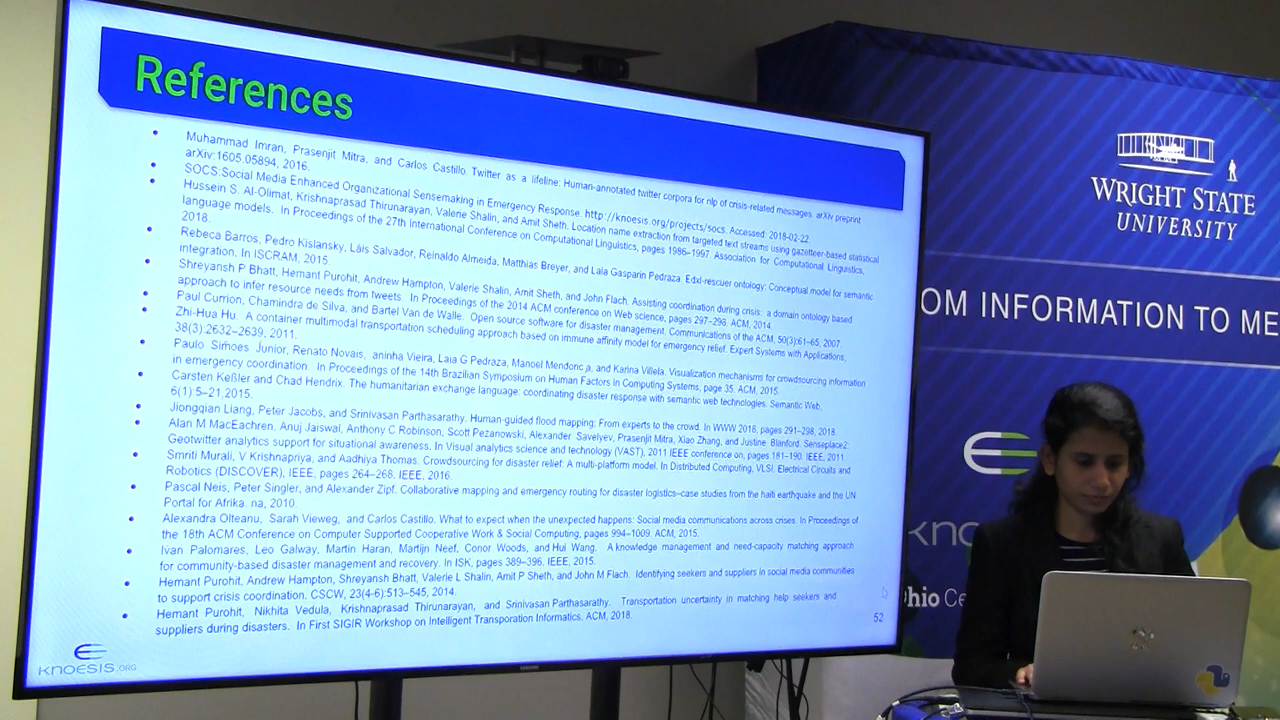 References
Muhammad Imran, Prasenjit Mitra, and Carlos Castillo. Twitter as a lifeline: Human-annotated twitter corpora for nlp of crisis-related messages. arXiv preprint
arXiv:1605.05894, 2016.
SOCS:Social Media Enhanced Organizational Sensemaking in Emergency Response. http://knoesis.org/projects/socs. Accessed: 2018-02-22.
Hussein S. Al-Olimat, Krishnaprasad Thirunarayan, Valerie Shalin, and Amit Sheth. Location name extraction from targeted text streams using gazetteer-based statistical
language models. In Proceedings of the 27th International Conference on Computational Linguistics, pages 1986–1997. Association for Computational Linguistics,
2018.
Rebeca Barros, Pedro Kislansky, Laís Salvador, Reinaldo Almeida, Matthias Breyer, and Laia Gasparin Pedraza. Edxl-rescuer ontology: Conceptual model for semantic
integration. In ISCRAM, 2015.
Shreyansh P Bhatt, Hemant Purohit, Andrew Hampton, Valerie Shalin, Amit Sheth, and John Flach. Assisting coordination during crisis: a domain ontology based
approach to infer resource needs from tweets. In Proceedings of the 2014 ACM conference on Web science, pages 297–298. ACM, 2014.
Paul Currion, Chamindra de Silva, and Bartel Van de Walle. Open source software for disaster management. Communications of the ACM, 50(3):61–65, 2007.
Zhi-Hua Hu. A container multimodal transportation scheduling approach based on immune affinity model for emergency relief. Expert Systems with Applications,
38(3):2632–2639, 2011.
Paulo Simoes Junior, Renato Novais, aninha Vieira, Laia G Pedraza, Manoel Mendonc¸a, and Karina Villela. Visualization mechanisms for crowdsourcing information
in emergency coordination. In Proceedings of the 14th Brazilian Symposium on Human Factors in Computing Systems, page 35. ACM, 2015.
Carsten Keßler and Chad Hendrix. The humanitarian exchange language: coordinating disaster response with semantic web technologies. Semantic Web,
6(1):5–21,2015.
Jiongqian Liang, Peter Jacobs, and Srinivasan Parthasarathy. Human-guided flood mapping: From experts to the crowd. In WWW 2018, pages 291–298, 2018.
Alan M MacEachren, Anuj Jaiswal, Anthony C Robinson, Scott Pezanowski, Alexander Savelyev, Prasenjit Mitra, Xiao Zhang, and Justine Blanford. Senseplace2:
Geotwitter analytics support for situational awareness. In Visual analytics science and technology (VAST), 2011 IEEE conference on, pages 181–190. IEEE, 2011.
Smriti Murali, V Krishnapriya, and Aadhiya Thomas. Crowdsourcing for disaster relief: A multi-platform model. In Distributed Computing, VLSI, Electrical Circuits and
Robotics (DISCOVER), IEEE, pages 264–268. IEEE, 2016.
Pascal Neis, Peter Singler, and Alexander Zipf. Collaborative mapping and emergency routing for disaster logistics–case studies from the haiti earthquake and the UN
Portal for Afrika. na, 2010.
Alexandra Olteanu, Sarah Vieweg, and Carlos Castillo. What to expect when the unexpected happens: Social media communications across crises. In Proceedings of
the 18th ACM Conference on Computer Supported Cooperative Work & Social Computing, pages 994–1009. ACM, 2015.
Ivan Palomares, Leo Galway, Martin Haran, Martijn Neef, Conor Woods, and Hui Wang. A knowledge management and need-capacity matching approach
for community-based disaster management and recovery. In ISK, pages 389–396. IEEE, 2015.
Hemant Purohit, Andrew Hampton, Shreyansh Bhatt, Valerie L Shalin, Amit P Sheth, and John M Flach. Identifying seekers and suppliers in social media communities
to support crisis coordination. CSCW, 23(4-6):513–545, 2014.
Hemant Purohit, Nikhita Vedula, Krishnaprasad Thirunarayan, and Srinivasan Parthasarathy. Transportation uncertainty in matching help seekers and
suppliers during disasters. In First SIGIR Workshop on Intelligent Transporation Informatics. ACM, 2018.
52
KNOESIS.ORG
SAMSUNG
WRIGHT STATE
UNIVERSITY
OM INFORMATION TO ME
kno
hio Ce